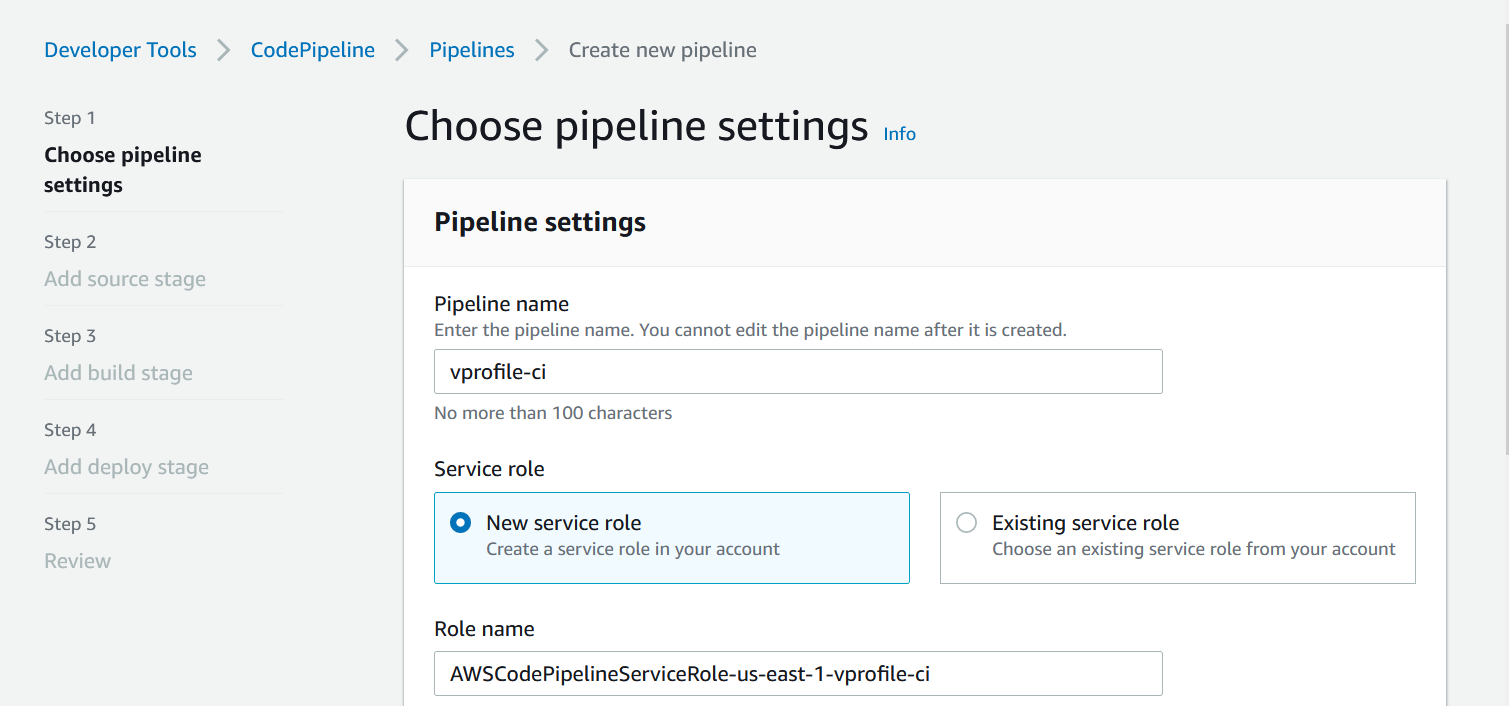 Developer Tools > CodePipeline > Pipelines > Create new pipeline
Step 1
Choose pipeline
settings
Step 2
Add source stage
Step 3
Add build stage
Step 4
Add deploy stage
Step 5
Review
Choose pipeline settings Info
Pipeline settings
Pipeline name
Enter the pipeline name. You cannot edit the pipeline name after it is created.
vprofile-ci
No more than 100 characters
Service role
New service role
Create a service role in your account
Existing service role
Choose an existing service role from your account
Role name
AWSCodePipelineServiceRole-us-east-1-vprofile-ci